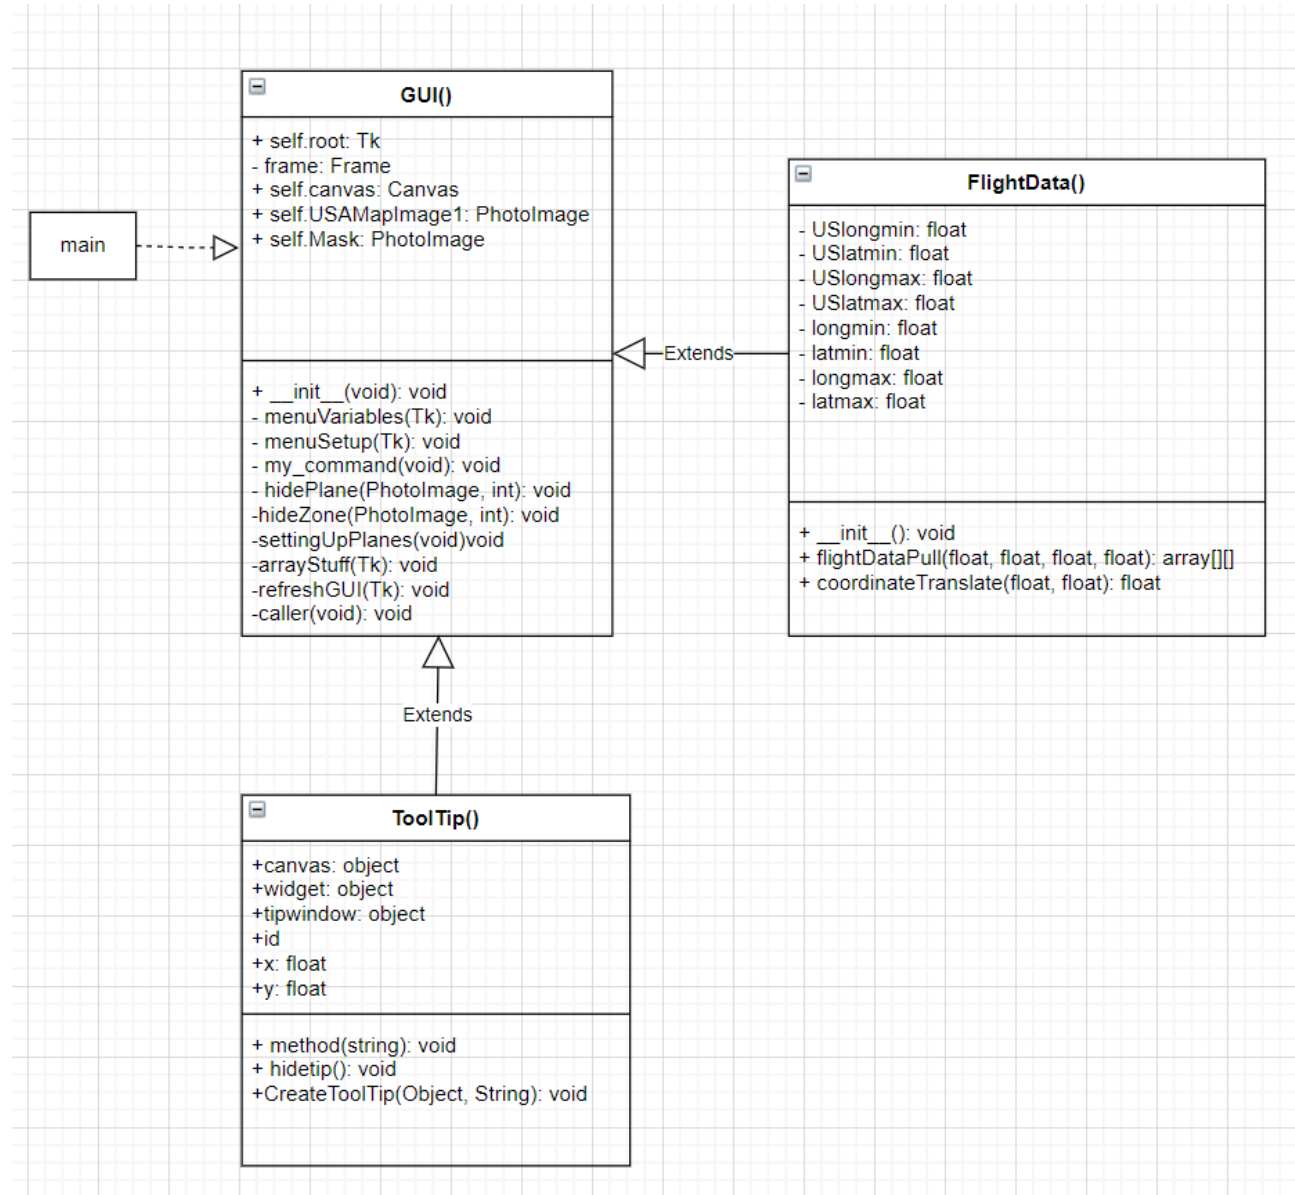 GUI()
+ self.root: Tk
- frame: Frame
+ self.canvas: Canvas
+ self.USAMapImage1: PhotoImage
+ self.Mask: PhotoImage
+ __init__(void): void
- menuVariables(Tk): void
- menuSetup(Tk): void
- my_command(void): void
- hidePlane(PhotoImage, int): void
-hideZone(PhotoImage, int): void
-settingUpPlanes(void)void
-arrayStuff(Tk): void
-refreshGUI(Tk): void
-caller(void): void
main
Extends
FlightData()
- USlongmin: float
- USlatmin: float
- USlongmax: float
- USlatmax: float
- longmin: float
- latmin: float
- longmax: float
- latmax: float
+ __init__(): void
+ flightDataPull(float, float, float, float): array[][]
+ coordinateTranslate(float, float): float
Extends
ToolTip()
+canvas: object
+widget: object
+tipwindow: object
+id
+x: float
+y: float
+ method(string): void
+ hidetip(): void
+CreateToolTip(Object, String): void